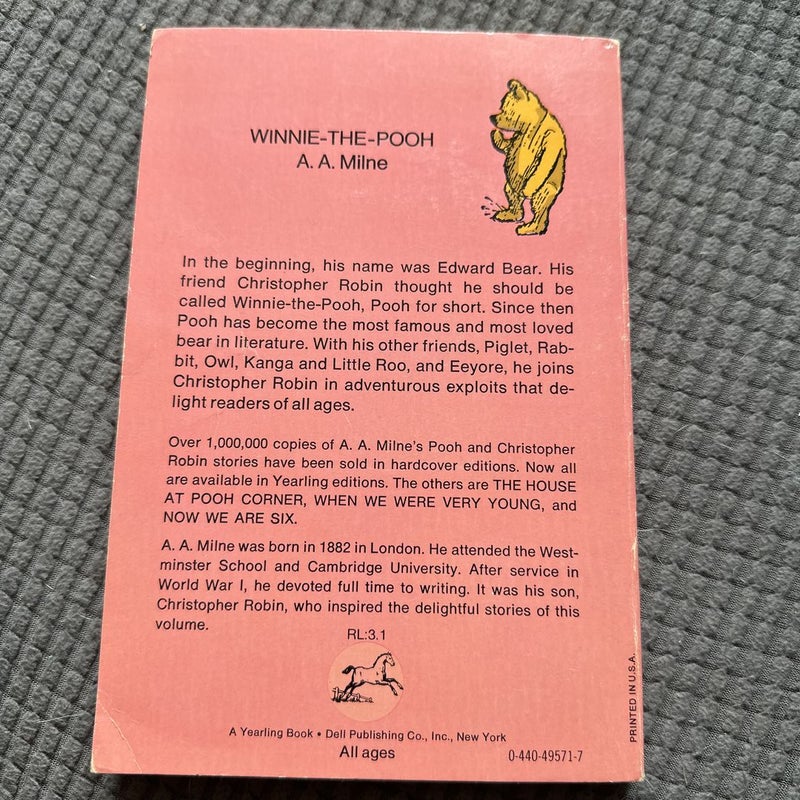 WINNIE-THE-POOH
A. A. Milne
In the beginning, his name was Edward Bear. His
friend Christopher Robin thought he should be
called Winnie-the-Pooh, Pooh for short. Since then
Pooh has become the most famous and most loved
bear in literature. With his other friends, Piglet, Rab-
bit, Owl, Kanga and Little Roo, and Eeyore, he joins
Christopher Robin in adventurous exploits that de-
light readers of all ages.
Over 1,000,000 copies of A. A. Milne's Pooh and Christopher
Robin stories have been sold in hardcover editions. Now all
are available in Yearling editions. The others are THE HOUSE
AT POOH CORNER, WHEN WE WERE VERY YOUNG, and
NOW WE ARE SIX.
A. A. Milne was born in 1882 in London. He attended the West-
minster School and Cambridge University. After service in
World War I, he devoted full time to writing. It was his son,
Christopher Robin, who inspired the delightful stories of this
volume.
RL:3.1
A Yearling Book • Dell Publishing Co., Inc., New York
All ages
0-440-49571-7
PRINTED IN U.S.A.